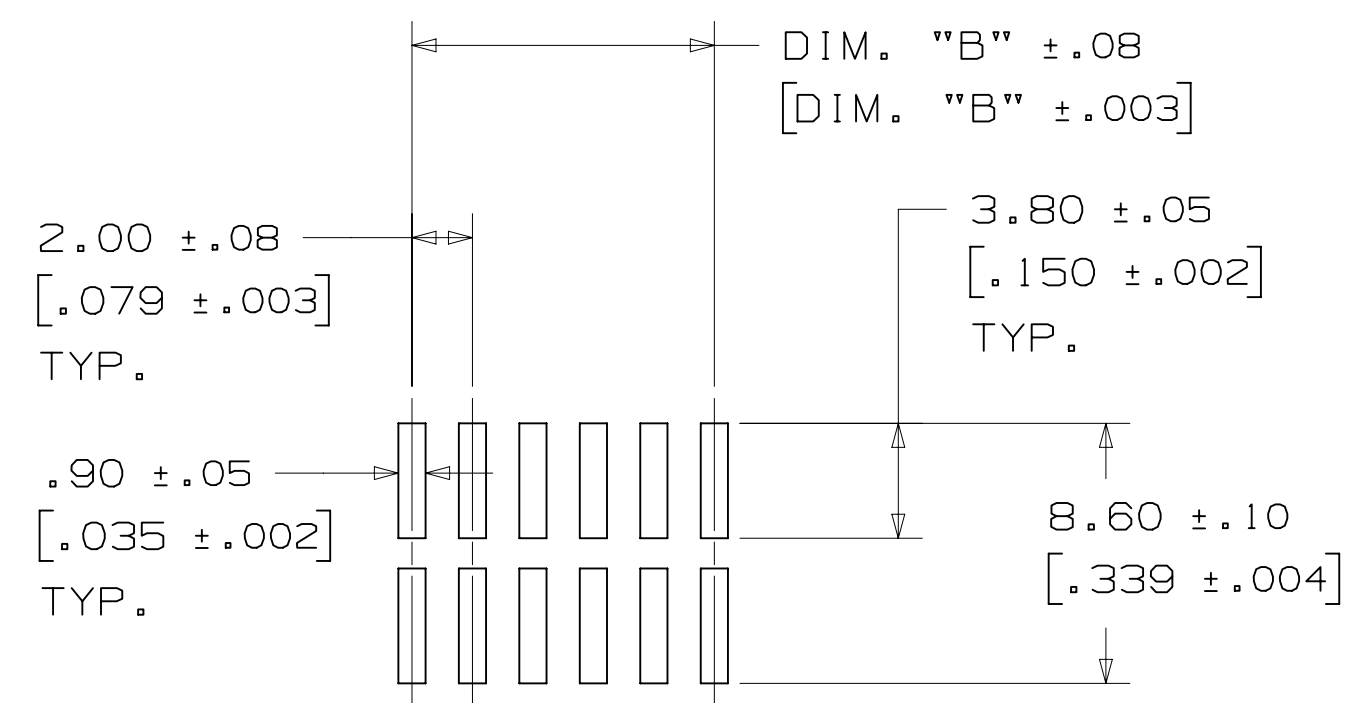 DIM. "B" ±.08
[DIM. "B" ±.003]
2.00 ±.08
[.079 ±.003]
TYP.
3.80 ±.05
[.150 ±.002]
TYP.
.90 ±.05
[.035 ±.002]
TYP.
8.60 ±.10
[.339 ±.004]